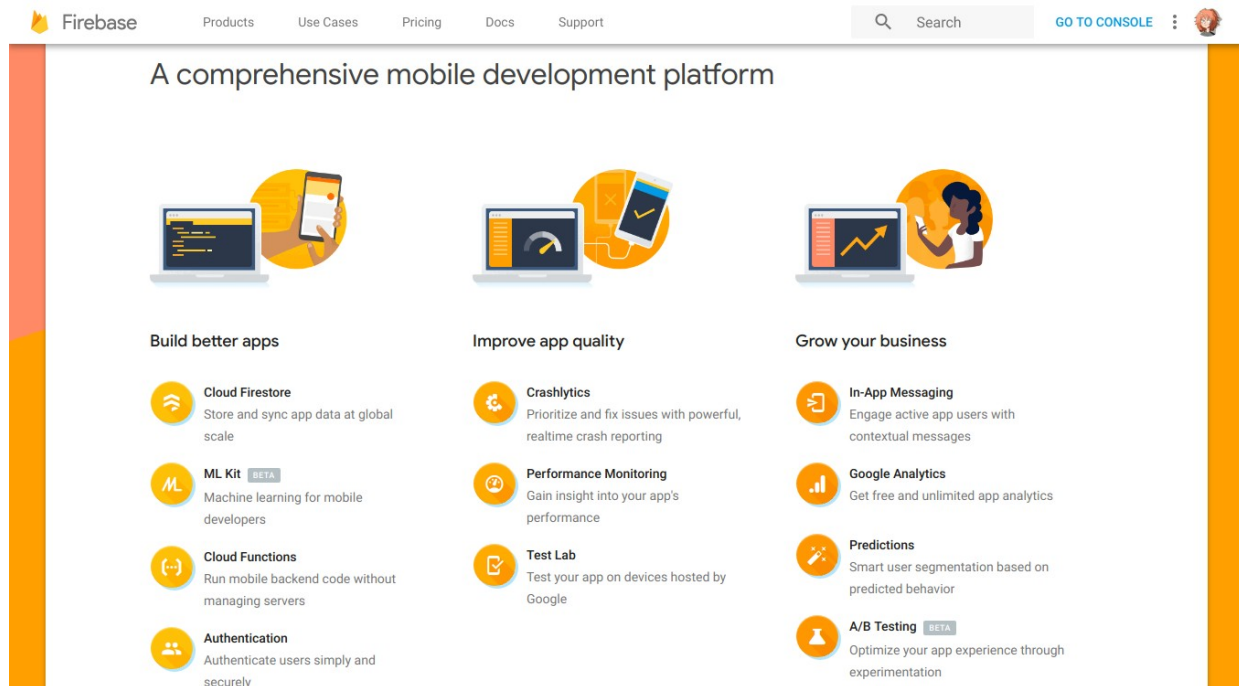 Firebase
Products
Use Cases
Pricing
Docs
Support
Search
GO TO CONSOLE
A comprehensive mobile development platform
Build better apps
Cloud Firestore
Store and sync app data at global
scale
ML Kit BETA
Machine learning for mobile
developers
Cloud Functions
Run mobile backend code without
managing servers
Authentication
Authenticate users simply and
securely
Improve app quality
Crashlytics
Prioritize and fix issues with powerful,
realtime crash reporting
Performance Monitoring
Gain insight into your app's
performance
Test Lab
Test your app on devices hosted by
Google
Grow your business
In-App Messaging
Engage active app users with
contextual messages
Google Analytics
Get free and unlimited app analytics
Predictions
Smart user segmentation based on
predicted behavior
A/B Testing BETA
Optimize your app experience through
experimentation